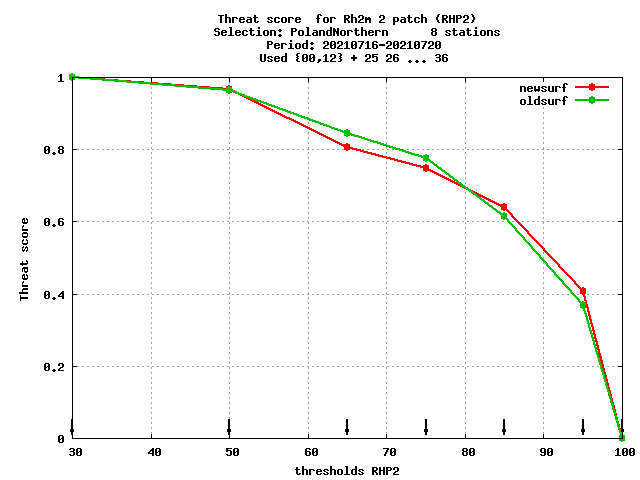 Threat score  for Rh2m 2 patch (RHP2)
Selection: PolandNorthern      8 stations
Period: 20210716-20210720
Used {00,12} + 25 26 ... 36
newsurf
oldsurf
1
0.8
0.6
0.4
0.2
0
Threat score
30 40 50 60 70 80 90 100
thresholds RHP2